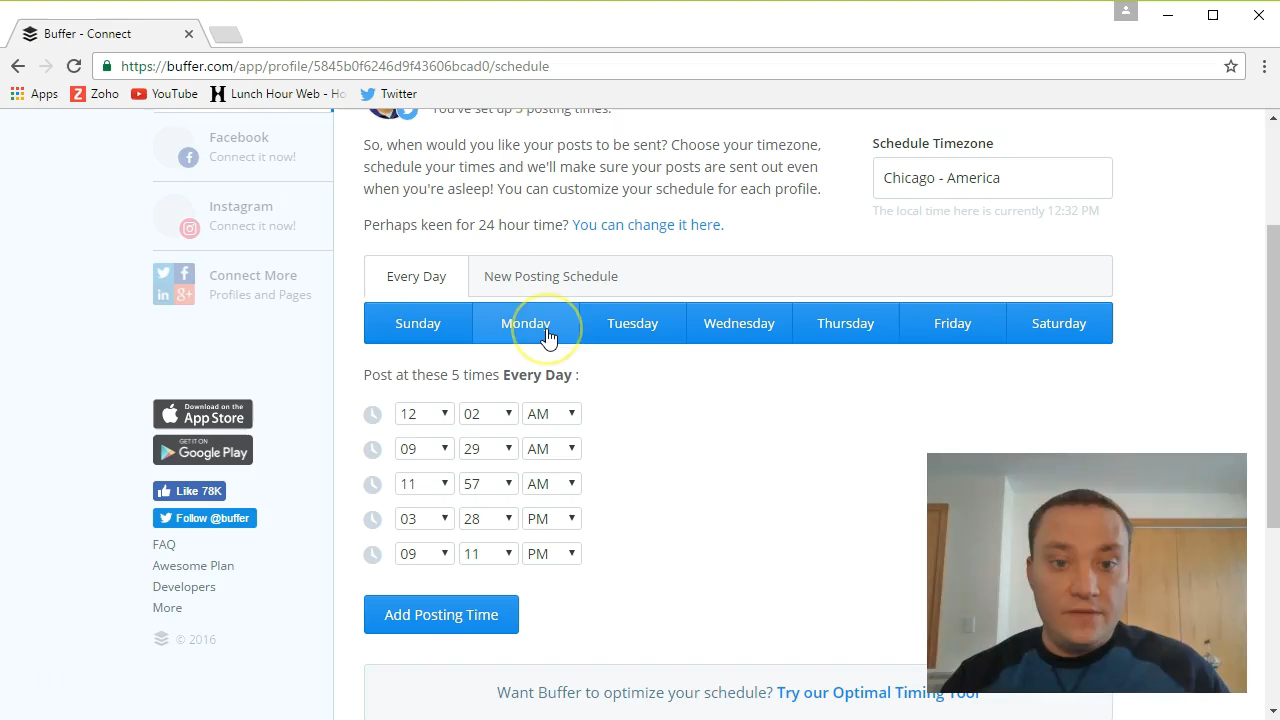 Buffer - Connect
https://buffer.com/app/profile/5845b0f6246d9f43606bcad0/schedule
Apps Zoho YouTube Lunch Hour Web - Ho Twitter
You've set up 5 posting times.
Facebook
Connect it now!
Instagram
Connect it now!
Connect More
Profiles and Pages
Download on the
App Store
GET IT ON
Google Play
Like 78K
Follow @buffer
FAQ
Awesome Plan
Developers
More
© 2016
So, when would you like your posts to be sent? Choose your timezone,
schedule your times and we'll make sure your posts are sent out even
when you're asleep! You can customize your schedule for each profile.
Perhaps keen for 24 hour time? You can change it here.
Schedule Timezone
Chicago - America
The local time here is currently 12:32 PM
Every Day New Posting Schedule
Sunday Monday Tuesday Wednesday Thursday Friday Saturday
Post at these 5 times Every Day :
12 02 AM
09 29 AM
11 57 AM
03 28 PM
09 11 PM
Add Posting Time
Want Buffer to optimize your schedule? Try our Optimal Timing Tool